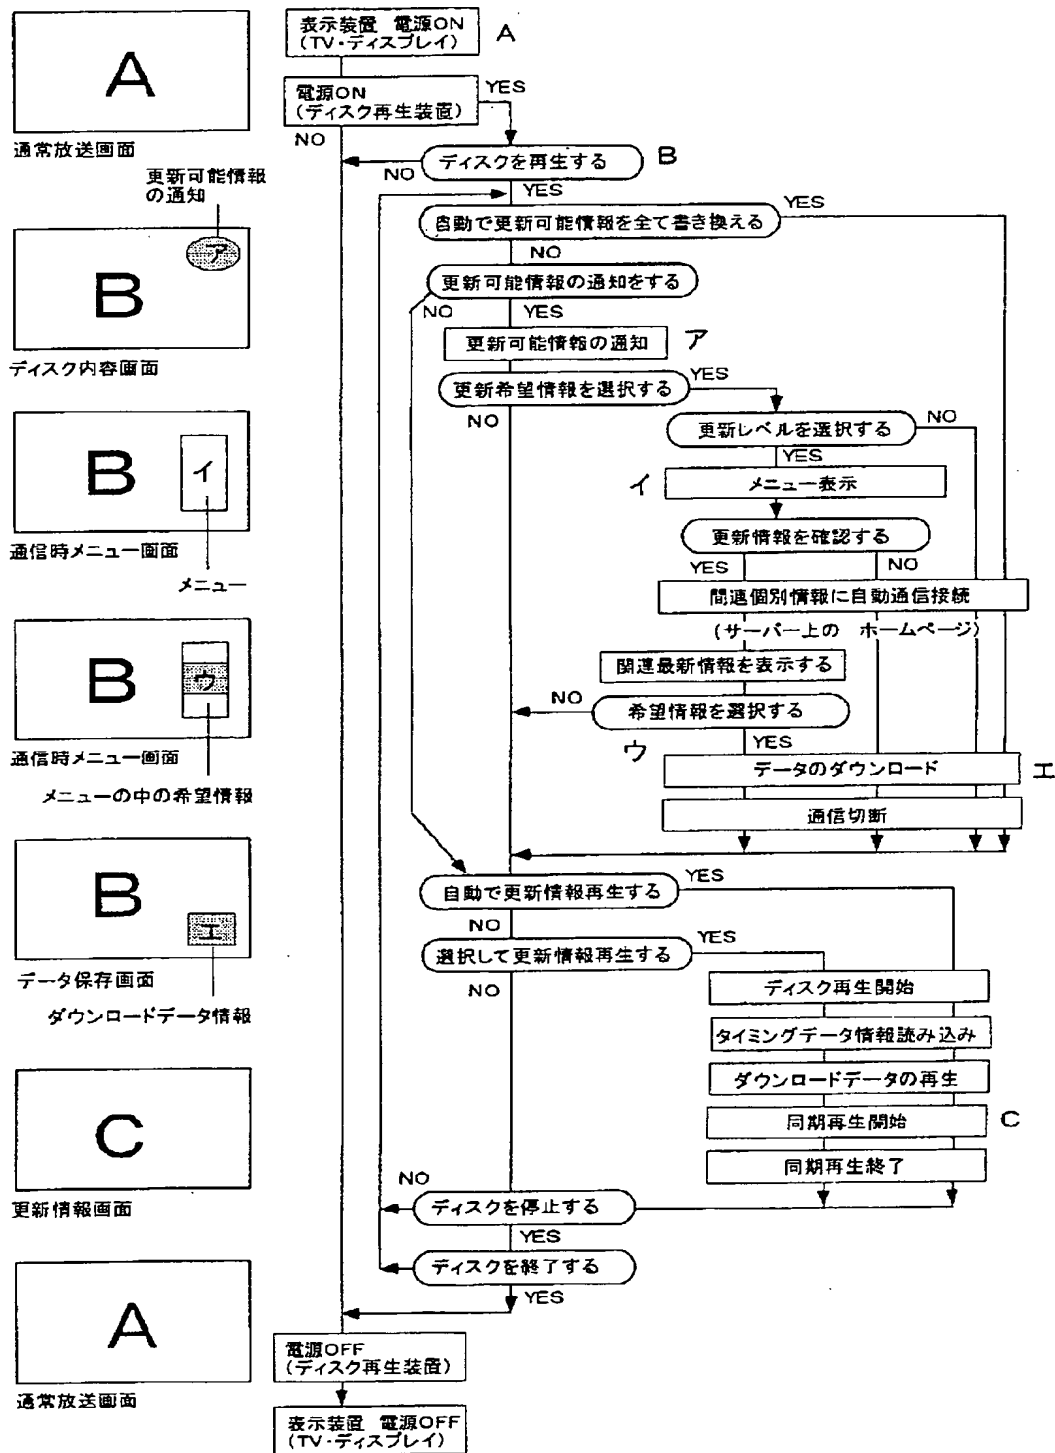 A
通常放送画面
更新可能情報
の通知
ア
B
ディスク内容画面
B
イ
通信時メニュー画面
メニュー
B
ウ
通信時メニュー画面
メニューの中の希望情報
B
エ
データ保存画面
ダウンロードデータ情報
C
更新情報画面
A
通常放送画面
表示装置 電源ON
(TV・ディスプレイ)
A
電源ON
(ディスク再生装置)
YES
NO
ディスクを再生する
B
NO
YES
自動で更新可能情報を全て書き換える
YES
NO
更新可能情報の通知をする
NO
YES
更新可能情報の通知
ア
更新希望情報を選択する
YES
NO
更新レベルを選択する
NO
YES
イ
メニュー表示
更新情報を確認する
YES
NO
関連個別情報に自動通信接続
(サーバー上の ホームページ)
関連最新情報を表示する
NO
希望情報を選択する
ウ
YES
データのダウンロード
エ
通信切断
自動で更新情報再生する
YES
NO
選択して更新情報再生する
YES
NO
ディスク再生開始
タイミングデータ情報読み込み
ダウンロードデータの再生
同期再生開始
C
同期再生終了
NO
ディスクを停止する
YES
ディスクを終了する
YES
電源OFF
(ディスク再生装置)
表示装置 電源OFF
(TV・ディスプレイ)